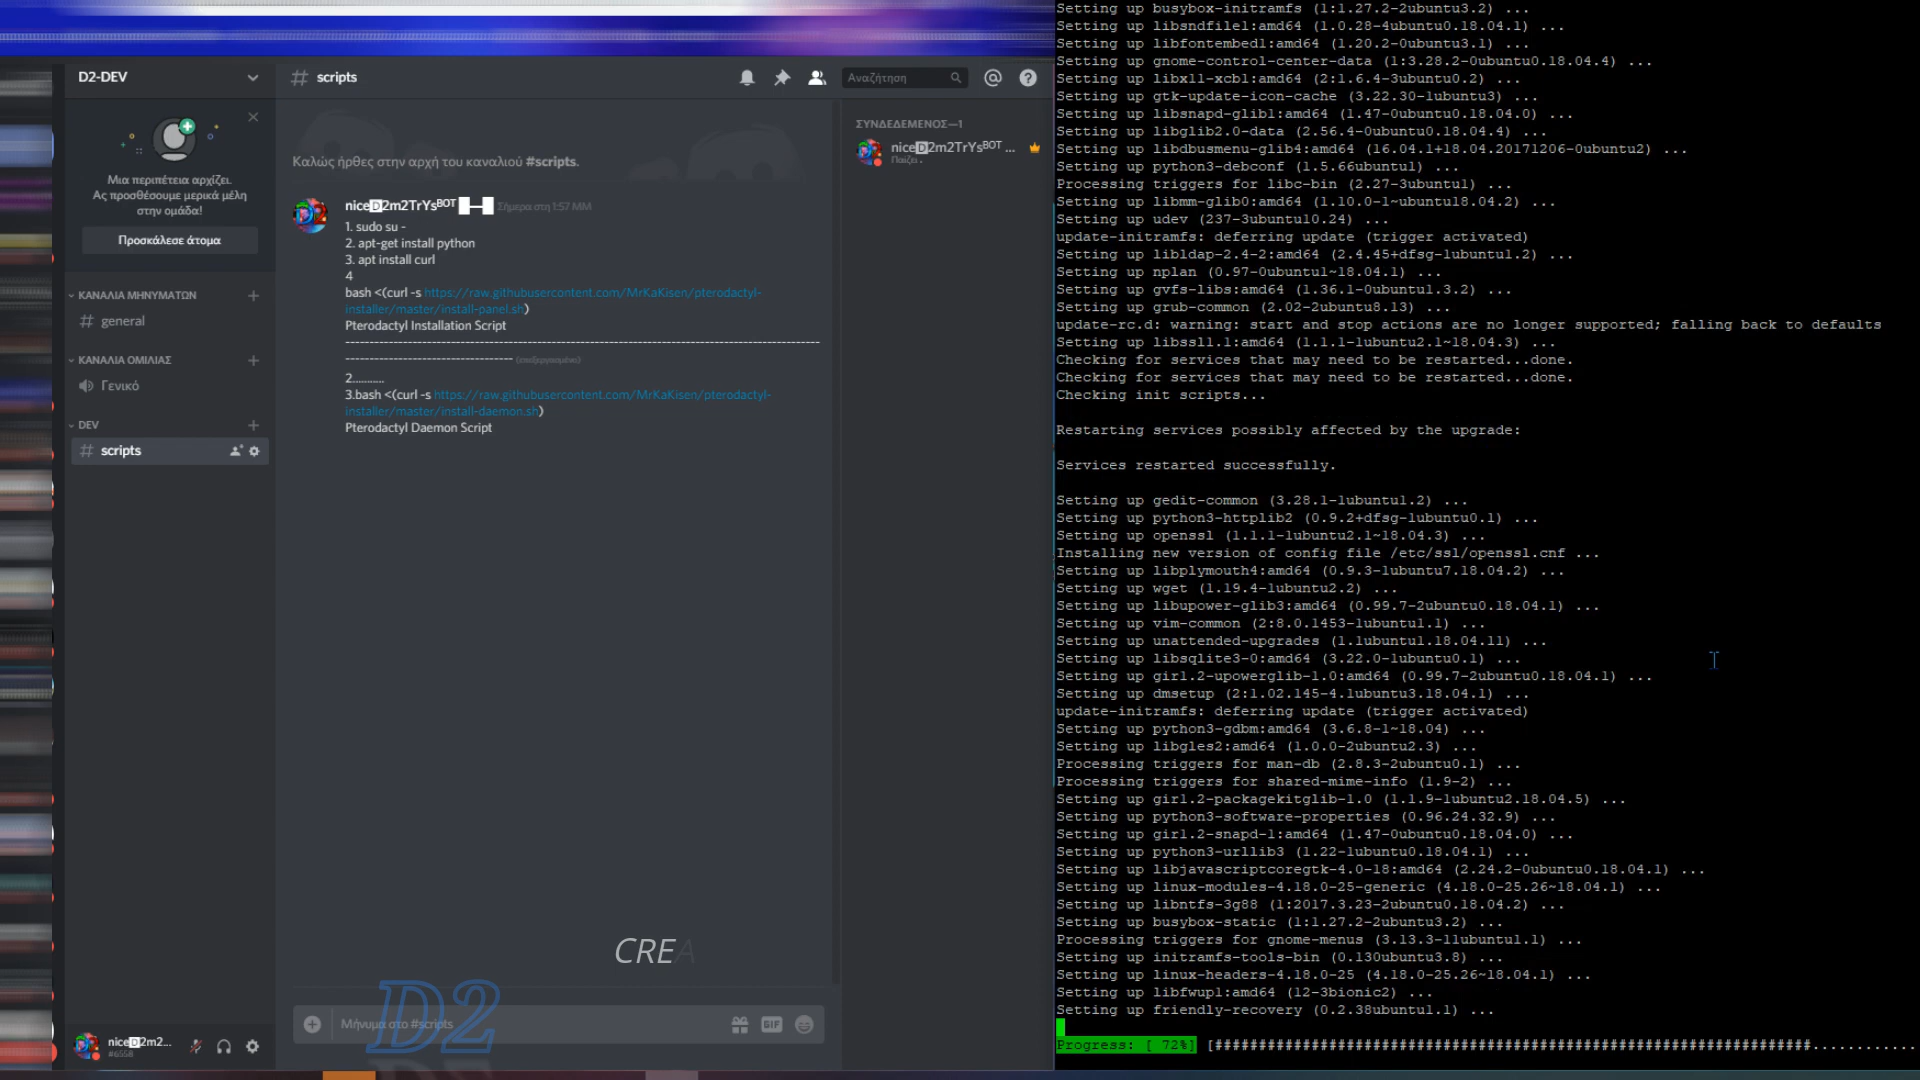 D2-DEV
# scripts
Αναζήτηση
Μια περιπέτεια αρχίζει.
Ας προσθέσουμε μερικά μέλη
στην ομάδα!
Προσκάλεσε άτομα
ΚΑΝΑΛΙΑ ΜΗΝΥΜΑΤΩΝ
# general
ΚΑΝΑΛΙΑ ΟΜΙΛΙΑΣ
Γενικό
DEV
# scripts
nice🄳2m2...
#6558
Καλώς ήρθες στην αρχή του καναλιού #scripts.
nice🄳2m2TrYsᴮᴼᵀ Σήμερα στη 1:57 ΜΜ
1. sudo su -
2. apt-get install python
3. apt install curl
4
bash <(curl -s https://raw.githubusercontent.com/MrKaKisen/pterodactyl-
installer/master/install-panel.sh)
Pterodactyl Installation Script
(επεξεργασμένο)
2...........
3.bash <(curl -s https://raw.githubusercontent.com/MrKaKisen/pterodactyl-
installer/master/install-daemon.sh)
Pterodactyl Daemon Script
CREA
D2
Μήνυμα στο #scripts
GIF
ΣΥΝΔΕΔΕΜΕΝΟΣ—1
nice🄳2m2TrYsᴮᴼᵀ ...
Παίζει .
Setting up busybox-initramfs (1:1.27.2-2ubuntu3.2) ...
Setting up libsndfile1:amd64 (1.0.28-4ubuntu0.18.04.1) ...
Setting up libfontembed1:amd64 (1.20.2-0ubuntu3.1) ...
Setting up gnome-control-center-data (1:3.28.2-0ubuntu0.18.04.4) ...
Setting up libx11-xcb1:amd64 (2:1.6.4-3ubuntu0.2) ...
Setting up gtk-update-icon-cache (3.22.30-1ubuntu3) ...
Setting up libsnapd-glib1:amd64 (1.47-0ubuntu0.18.04.0) ...
Setting up libglib2.0-data (2.56.4-0ubuntu0.18.04.4) ...
Setting up libdbusmenu-glib4:amd64 (16.04.1+18.04.20171206-0ubuntu2) ...
Setting up python3-debconf (1.5.66ubuntu1) ...
Processing triggers for libc-bin (2.27-3ubuntu1) ...
Setting up libmm-glib0:amd64 (1.10.0-1~ubuntu18.04.2) ...
Setting up udev (237-3ubuntu10.24) ...
update-initramfs: deferring update (trigger activated)
Setting up libldap-2.4-2:amd64 (2.4.45+dfsg-1ubuntu1.2) ...
Setting up nplan (0.97-0ubuntu1~18.04.1) ...
Setting up gvfs-libs:amd64 (1.36.1-0ubuntu1.3.2) ...
Setting up grub-common (2.02-2ubuntu8.13) ...
update-rc.d: warning: start and stop actions are no longer supported; falling back to defaults
Setting up libssl1.1:amd64 (1.1.1-1ubuntu2.1~18.04.3) ...
Checking for services that may need to be restarted...done.
Checking for services that may need to be restarted...done.
Checking init scripts...
Restarting services possibly affected by the upgrade:
Services restarted successfully.
Setting up gedit-common (3.28.1-1ubuntu1.2) ...
Setting up python3-httplib2 (0.9.2+dfsg-1ubuntu0.1) ...
Setting up openssl (1.1.1-1ubuntu2.1~18.04.3) ...
Installing new version of config file /etc/ssl/openssl.cnf ...
Setting up libplymouth4:amd64 (0.9.3-1ubuntu7.18.04.2) ...
Setting up wget (1.19.4-1ubuntu2.2) ...
Setting up libupower-glib3:amd64 (0.99.7-2ubuntu0.18.04.1) ...
Setting up vim-common (2:8.0.1453-1ubuntu1.1) ...
Setting up unattended-upgrades (1.1ubuntu1.18.04.11) ...
Setting up libsqlite3-0:amd64 (3.22.0-1ubuntu0.1) ...
Setting up gir1.2-upowerglib-1.0:amd64 (0.99.7-2ubuntu0.18.04.1) ...
Setting up dmsetup (2:1.02.145-4.1ubuntu3.18.04.1) ...
update-initramfs: deferring update (trigger activated)
Setting up python3-gdbm:amd64 (3.6.8-1~18.04) ...
Setting up libgles2:amd64 (1.0.0-2ubuntu2.3) ...
Processing triggers for man-db (2.8.3-2ubuntu0.1) ...
Processing triggers for shared-mime-info (1.9-2) ...
Setting up gir1.2-packagekitglib-1.0 (1.1.9-1ubuntu2.18.04.5) ...
Setting up python3-software-properties (0.96.24.32.9) ...
Setting up gir1.2-snapd-1:amd64 (1.47-0ubuntu0.18.04.0) ...
Setting up python3-urllib3 (1.22-1ubuntu0.18.04.1) ...
Setting up libjavascriptcoregtk-4.0-18:amd64 (2.24.2-0ubuntu0.18.04.1) ...
Setting up linux-modules-4.18.0-25-generic (4.18.0-25.26~18.04.1) ...
Setting up libntfs-3g88 (1:2017.3.23-2ubuntu0.18.04.2) ...
Setting up busybox-static (1:1.27.2-2ubuntu3.2) ...
Processing triggers for gnome-menus (3.13.3-11ubuntu1.1) ...
Setting up initramfs-tools-bin (0.130ubuntu3.8) ...
Setting up linux-headers-4.18.0-25 (4.18.0-25.26~18.04.1) ...
Setting up libfwup1:amd64 (12-3bionic2) ...
Setting up friendly-recovery (0.2.38ubuntu1.1) ...
Progress: [ 72%]